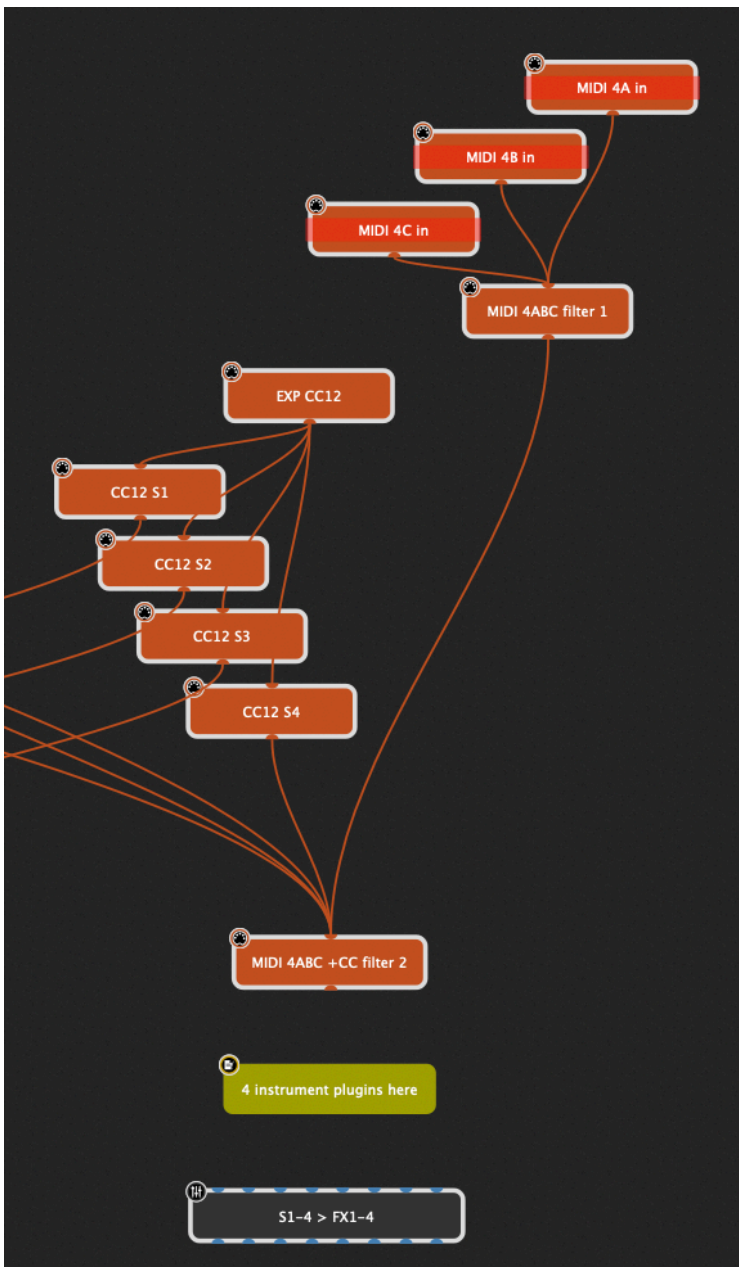 MIDI 4A in
MIDI 4B in
MIDI 4C in
MIDI 4ABC filter 1
EXP CC12
CC12 S1
CC12 S2
CC12 S3
CC12 S4
MIDI 4ABC +CC filter 2
4 instrument plugins here
S1-4 > FX1-4